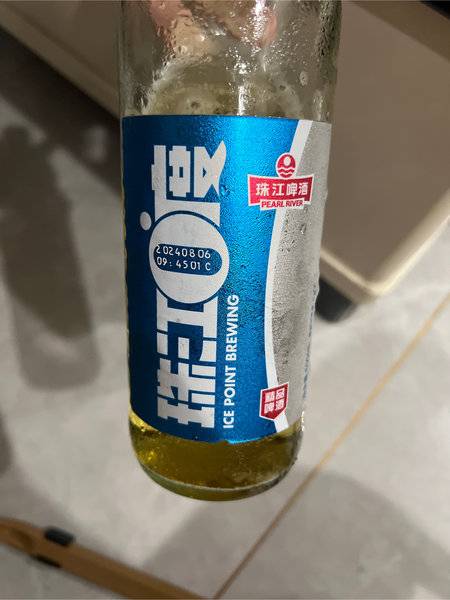 珠江0°度
20240806
09:4501C
ICE POINT BREWING
珠江啤酒
PEARL RIVER
精品
啤酒